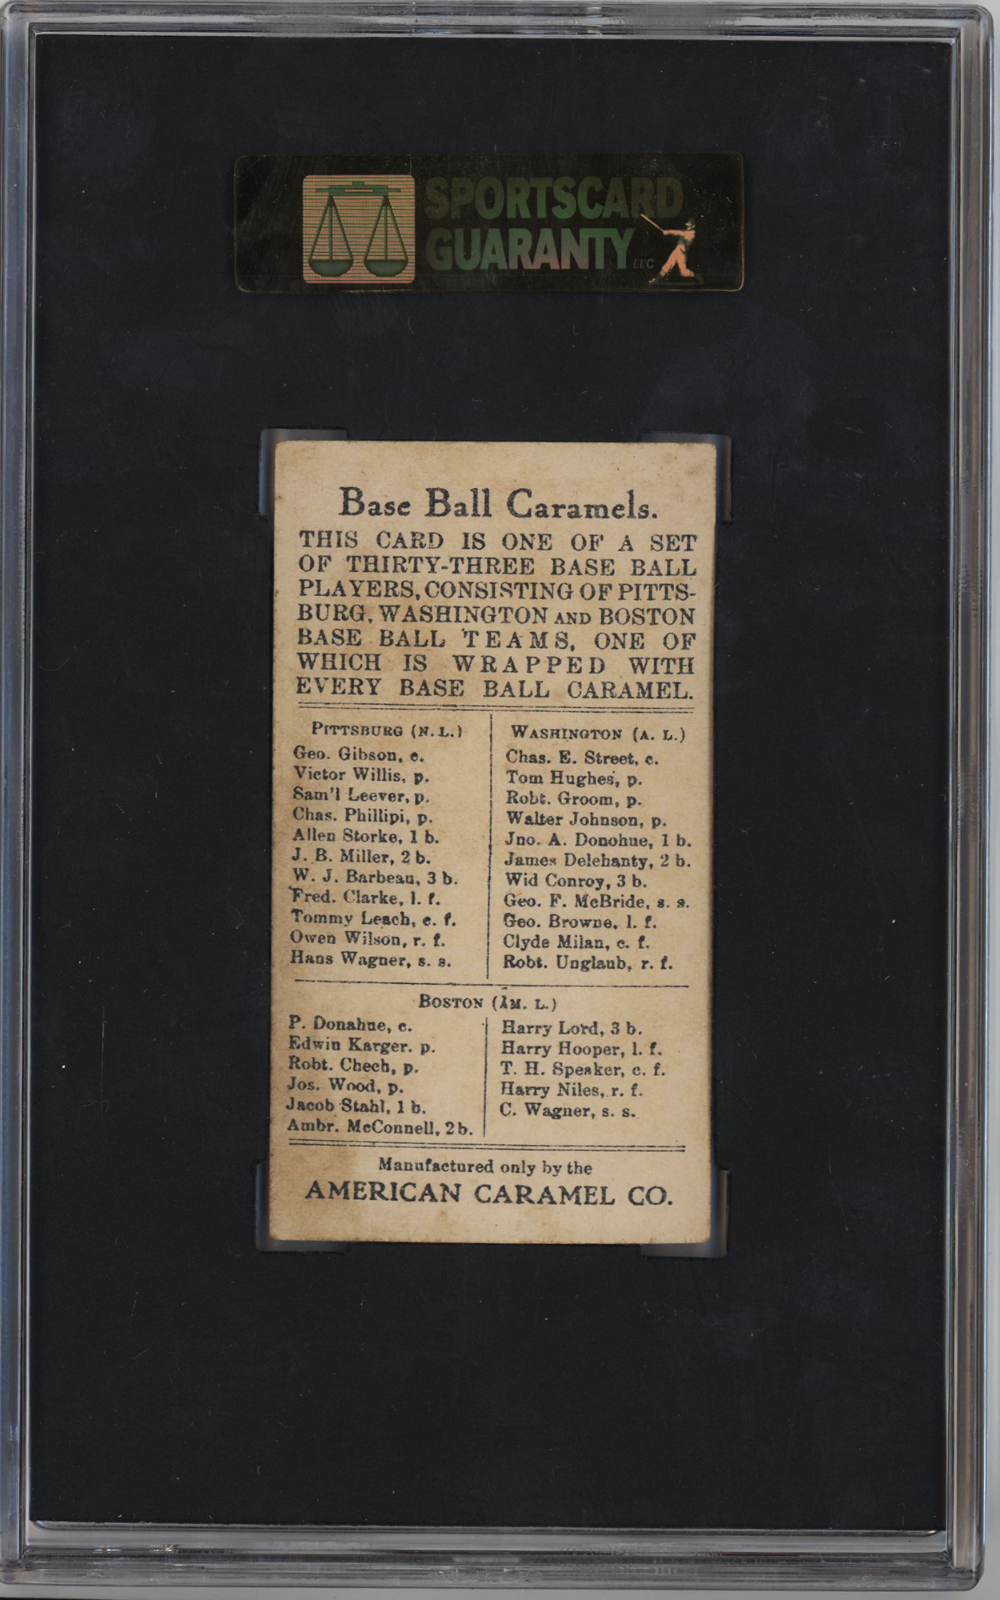 SPORTSCARD
GUARANTY LLC
Base Ball Caramels.
THIS CARD IS ONE OF A SET
OF THIRTY-THREE BASE BALL
PLAYERS, CONSISTING OF PITTS-
BURG, WASHINGTON AND BOSTON
BASE BALL TEAMS, ONE OF
WHICH IS WRAPPED WITH
EVERY BASE BALL CARAMEL.
PITTSBURG (N. L.)
Geo. Gibson, c.
Victor Willis, p.
Sam'l Leever, p.
Chas. Phillipi, p.
Allen Storke, 1 b.
J. B. Miller, 2 b.
W. J. Barbeau, 3 b.
Fred. Clarke, l. f.
Tommy Leach, c. f.
Owen Wilson, r. f.
Hans Wagner, s. s.
WASHINGTON (A. L.)
Chas. E. Street, c.
Tom Hughes, p.
Robt. Groom, p.
Walter Johnson, p.
Jno. A. Donohue, 1 b.
James Delehanty, 2 b.
Wid Conroy, 3 b.
Geo. F. McBride, s. s.
Geo. Browne, l. f.
Clyde Milan, c. f.
Robt. Unglaub, r. f.
BOSTON (AM. L.)
P. Donahue, c.
Edwin Karger. p.
Robt. Chech, p.
Jos. Wood, p.
Jacob Stahl, 1 b.
Ambr. McConnell, 2 b.
Harry Lord, 3 b.
Harry Hooper, l. f.
T. H. Speaker, c. f.
Harry Niles, r. f.
C. Wagner, s. s.
Manufactured only by the
AMERICAN CARAMEL CO.